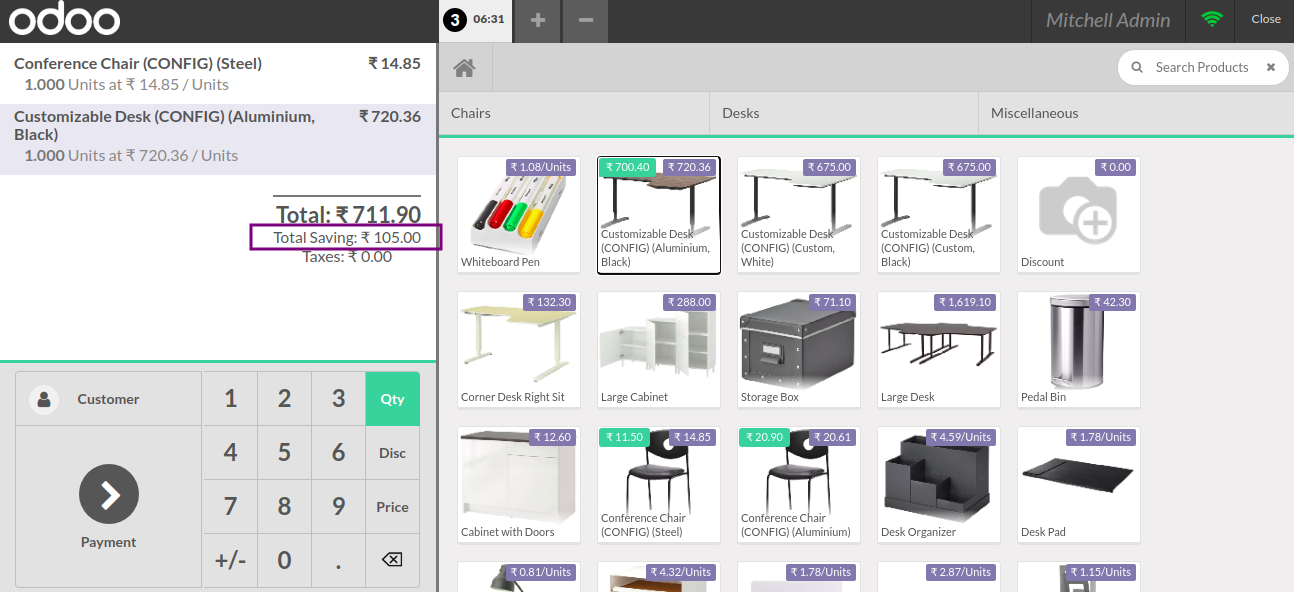 odoo
3 06:31 + −
Mitchell Admin
Close
Conference Chair (CONFIG) (Steel) ₹ 14.85
1.000 Units at ₹ 14.85 / Units
Customizable Desk (CONFIG) (Aluminium, Black) ₹ 720.36
1.000 Units at ₹ 720.36 / Units
Total: ₹ 711.90
Total Saving: ₹ 105.00
Taxes: ₹ 0.00
Customer
Payment
1 2 3 Qty
4 5 6 Disc
7 8 9 Price
+/- 0 .
Search Products ×
Chairs Desks Miscellaneous
₹ 1.08/Units
Whiteboard Pen
₹ 700.40 ₹ 720.36
Customizable Desk
(CONFIG) (Aluminium,
Black)
₹ 675.00
Customizable Desk
(CONFIG) (Custom,
White)
₹ 675.00
Customizable Desk
(CONFIG) (Custom,
Black)
₹ 0.00
Discount
₹ 132.30
Corner Desk Right Sit
₹ 288.00
Large Cabinet
₹ 71.10
Storage Box
₹ 1,619.10
Large Desk
₹ 42.30
Pedal Bin
₹ 12.60
Cabinet with Doors
₹ 11.50 ₹ 14.85
Conference Chair
(CONFIG) (Steel)
₹ 20.90 ₹ 20.61
Conference Chair
(CONFIG) (Aluminium)
₹ 4.59/Units
Desk Organizer
₹ 1.78/Units
Desk Pad
₹ 0.81/Units
₹ 4.32/Units
₹ 1.78/Units
₹ 2.87/Units
₹ 1.15/Units